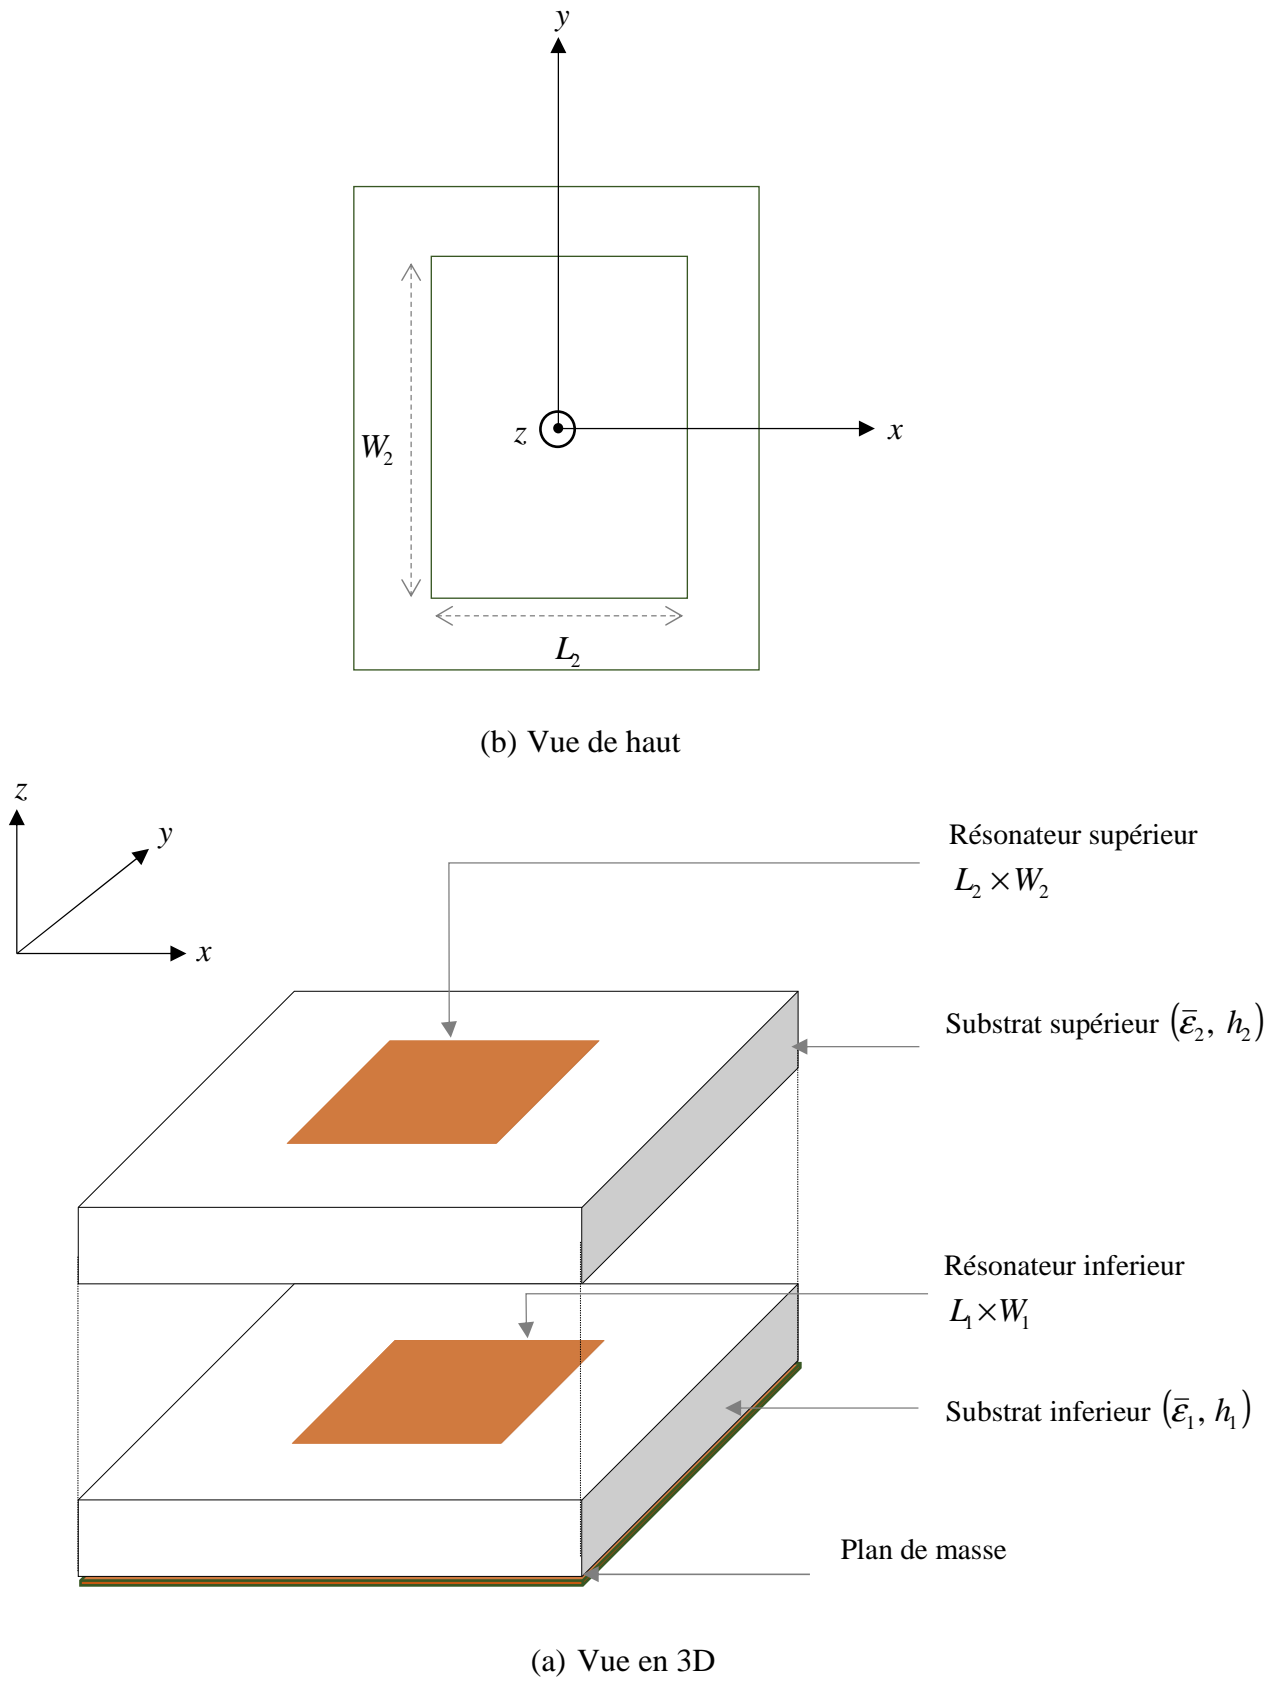 y
z
x
W₂
L₂
(b) Vue de haut
z
y
x
Résonateur supérieur
L₂ × W₂
Substrat supérieur (ε̅₂, h₂)
Résonateur inferieur
L₁×W₁
Substrat inferieur (ε̅₁, h₁)
Plan de masse
(a) Vue en 3D